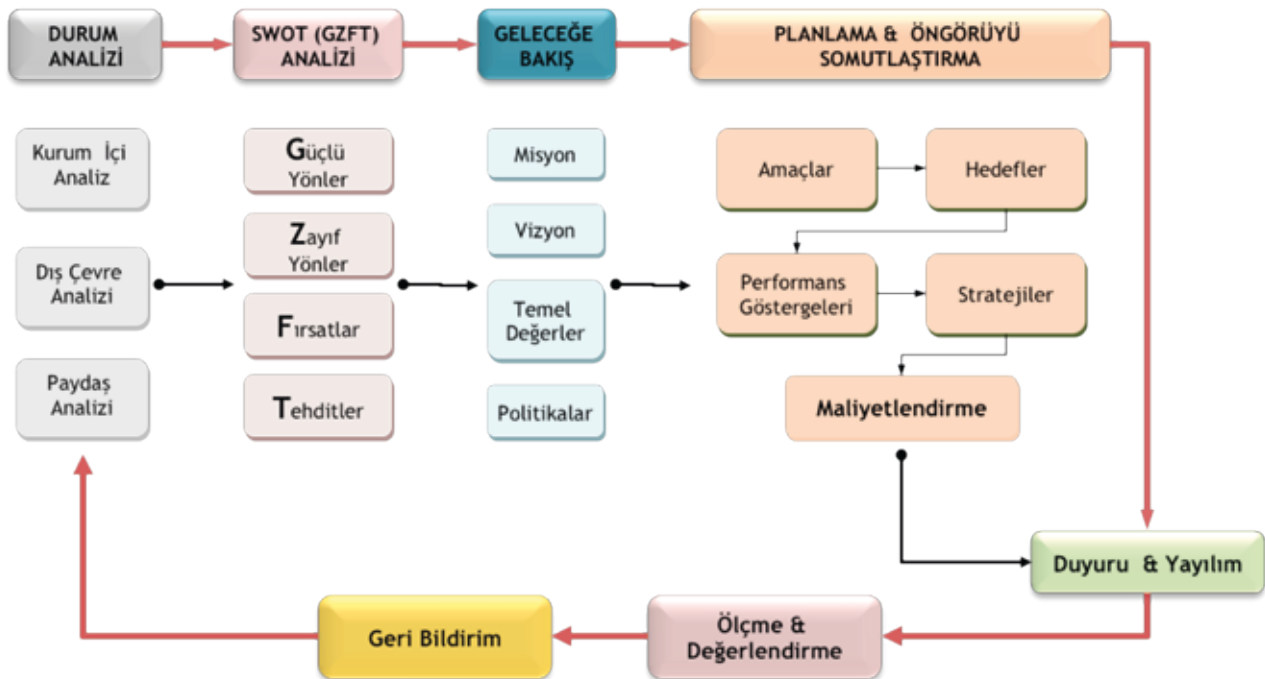 DURUM
ANALİZİ
SWOT (GZFT)
ANALİZİ
GELECEĞE
BAKIŞ
PLANLAMA & ÖNGÖRÜYÜ
SOMUTLAŞTIRMA
Kurum İçi
Analiz
Dış Çevre
Analizi
Paydaş
Analizi
Güçlü
Yönler
Zayıf
Yönler
Fırsatlar
Tehditler
Misyon
Vizyon
Temel
Değerler
Politikalar
Amaçlar
Hedefler
Performans
Göstergeleri
Stratejiler
Maliyetlendirme
Duyuru & Yayılım
Ölçme &
Değerlendirme
Geri Bildirim